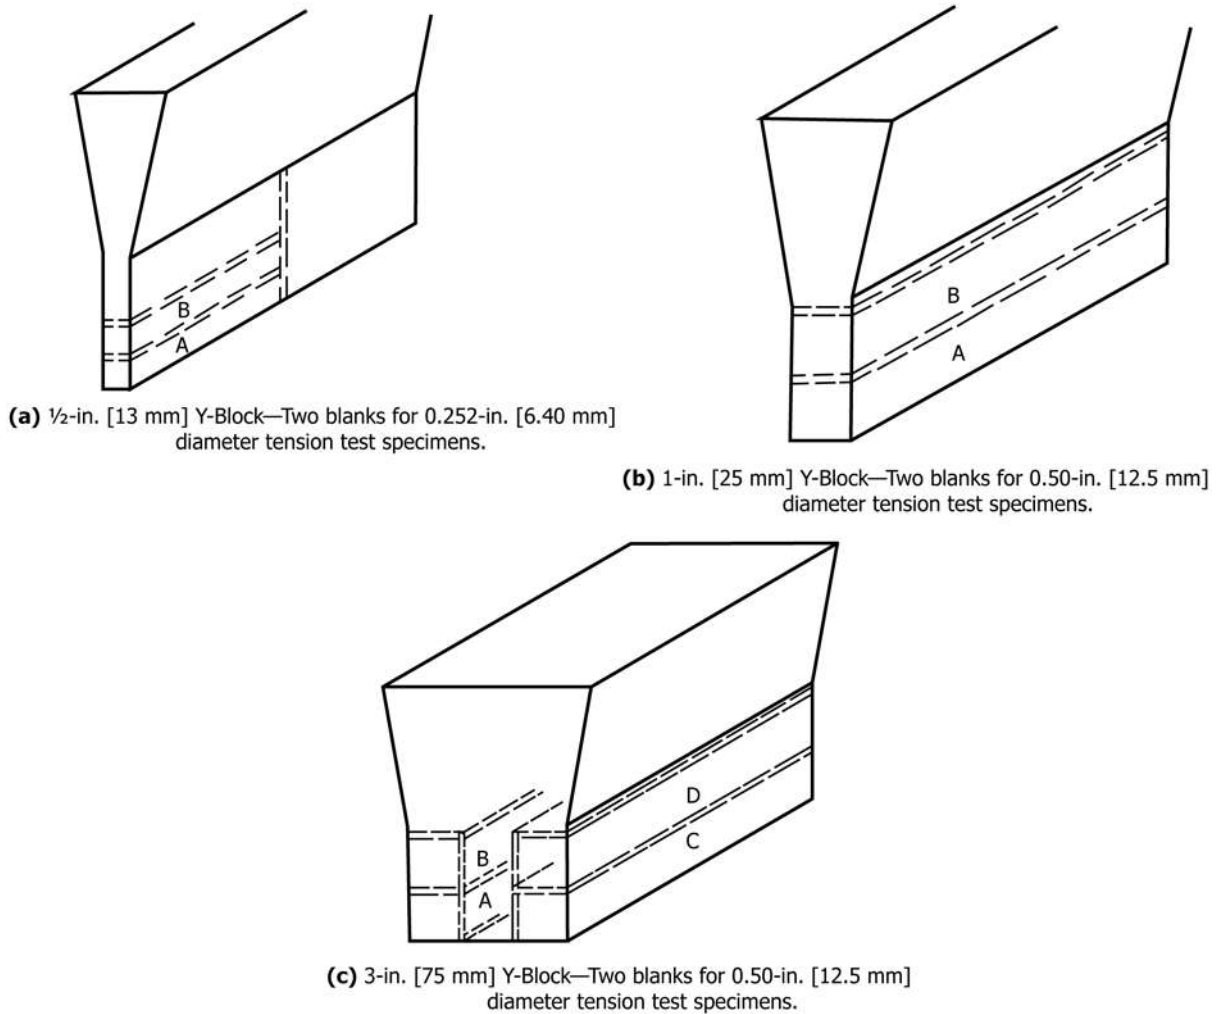 B
A
(a) ½-in. [13 mm] Y-Block—Two blanks for 0.252-in. [6.40 mm]
diameter tension test specimens.
B
A
(b) 1-in. [25 mm] Y-Block—Two blanks for 0.50-in. [12.5 mm]
diameter tension test specimens.
D
C
B
A
(c) 3-in. [75 mm] Y-Block—Two blanks for 0.50-in. [12.5 mm]
diameter tension test specimens.